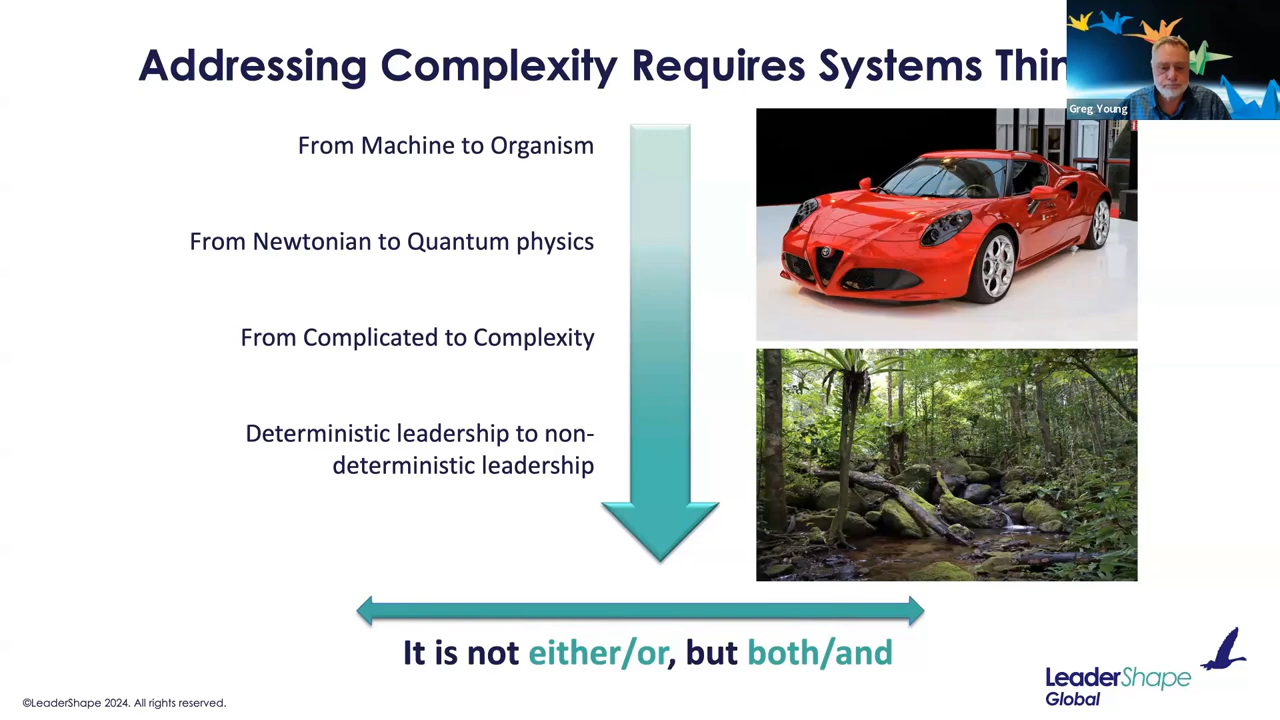 Addressing Complexity Requires Systems
Greg Young
From Machine to Organism
From Newtonian to Quantum physics
From Complicated to Complexity
Deterministic leadership to non-
deterministic leadership
It is not either/or, but both/and
LeaderShape
Global
©LeaderShape 2024. All rights reserved.